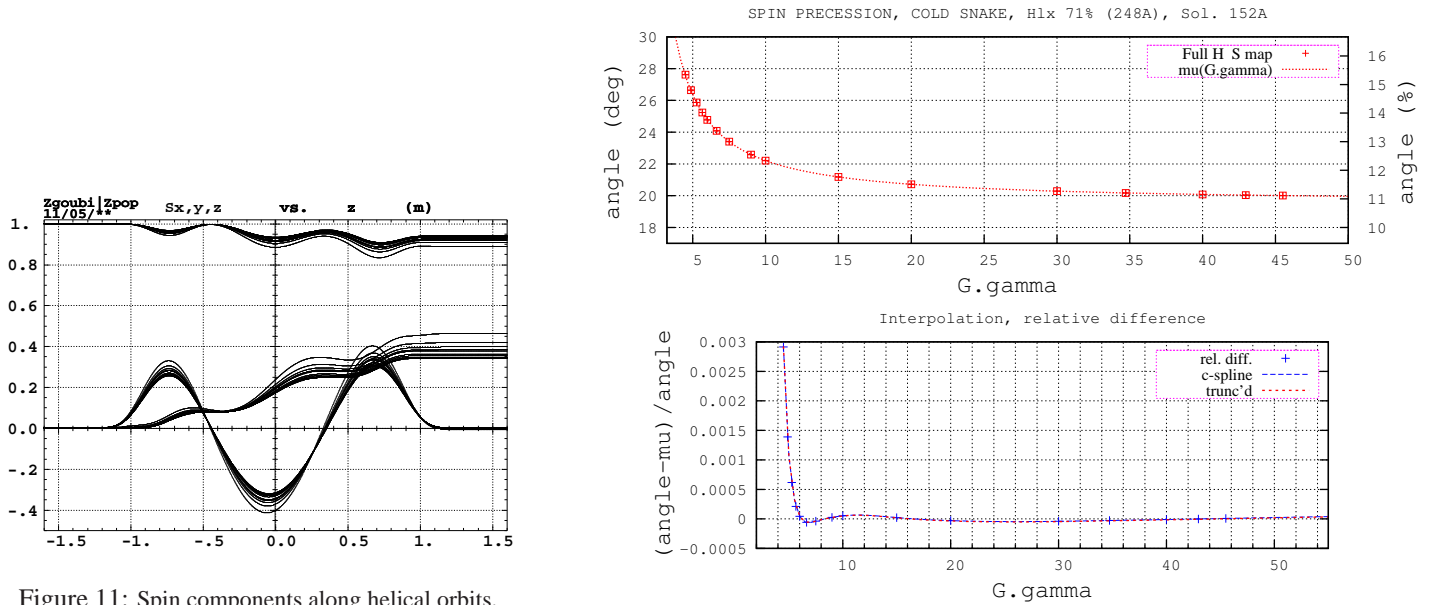 Zgoubi|Zpop
11/05/**
Sx,y,z vs. z (m)
1.
0.8
0.6
0.4
0.2
0.0
-.2
-.4
-1.5 -1. -.5 0.0 0.5 1. 1.5
Figure 11: Spin components along helical orbits.
SPIN PRECESSION, COLD SNAKE, Hlx 71% (248A), Sol. 152A
angle (deg)
30
28
26
24
22
20
18
Full H S map
mu(G.gamma)
16
15
14
13
12
11
10
angle (%)
5 10 15 20 25 30 35 40 45 50
G.gamma
Interpolation, relative difference
(angle-mu)/angle
0.003
0.0025
0.002
0.0015
0.001
0.0005
0
-0.0005
rel. diff.
c-spline
trunc'd
10 20 30 40 50
G.gamma